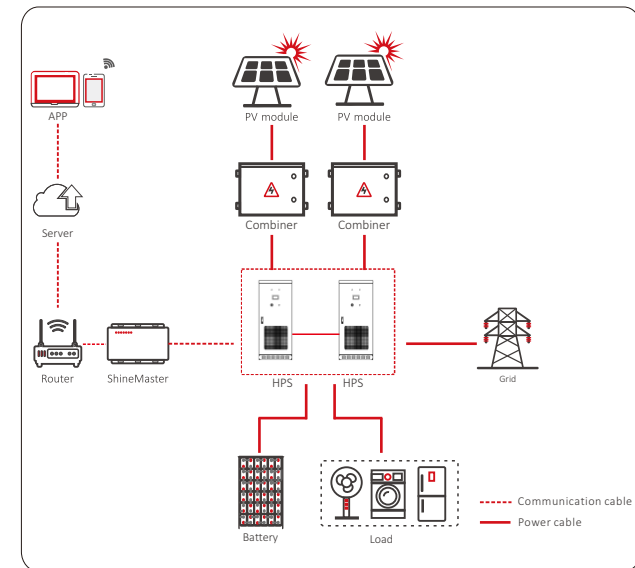 APP
PV module
PV module
Server
Combiner
Combiner
Router
ShineMaster
HPS
HPS
Grid
Battery
Load
Communication cable
Power cable